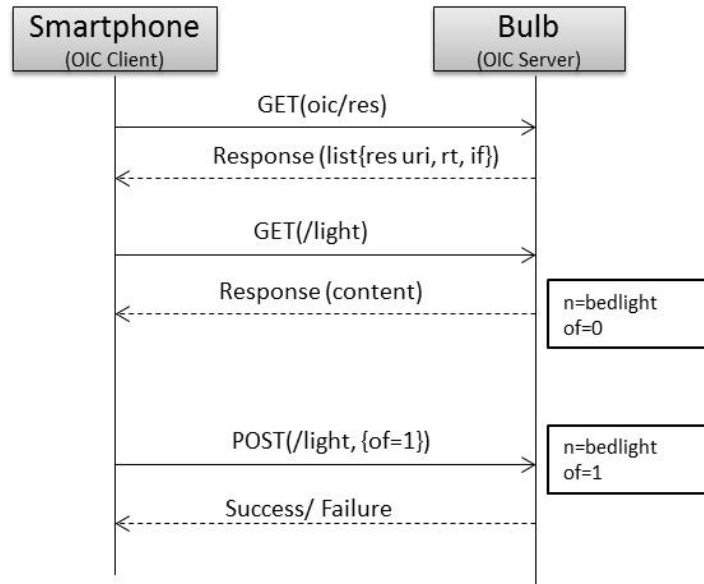 Smartphone
(OIC Client)
Bulb
(OIC Server)
GET(oic/res)
Response (list{res uri, rt, if})
GET(/light)
Response (content)
n=bedlight
of=0
POST(/light, {of=1})
n=bedlight
of=1
Success/ Failure